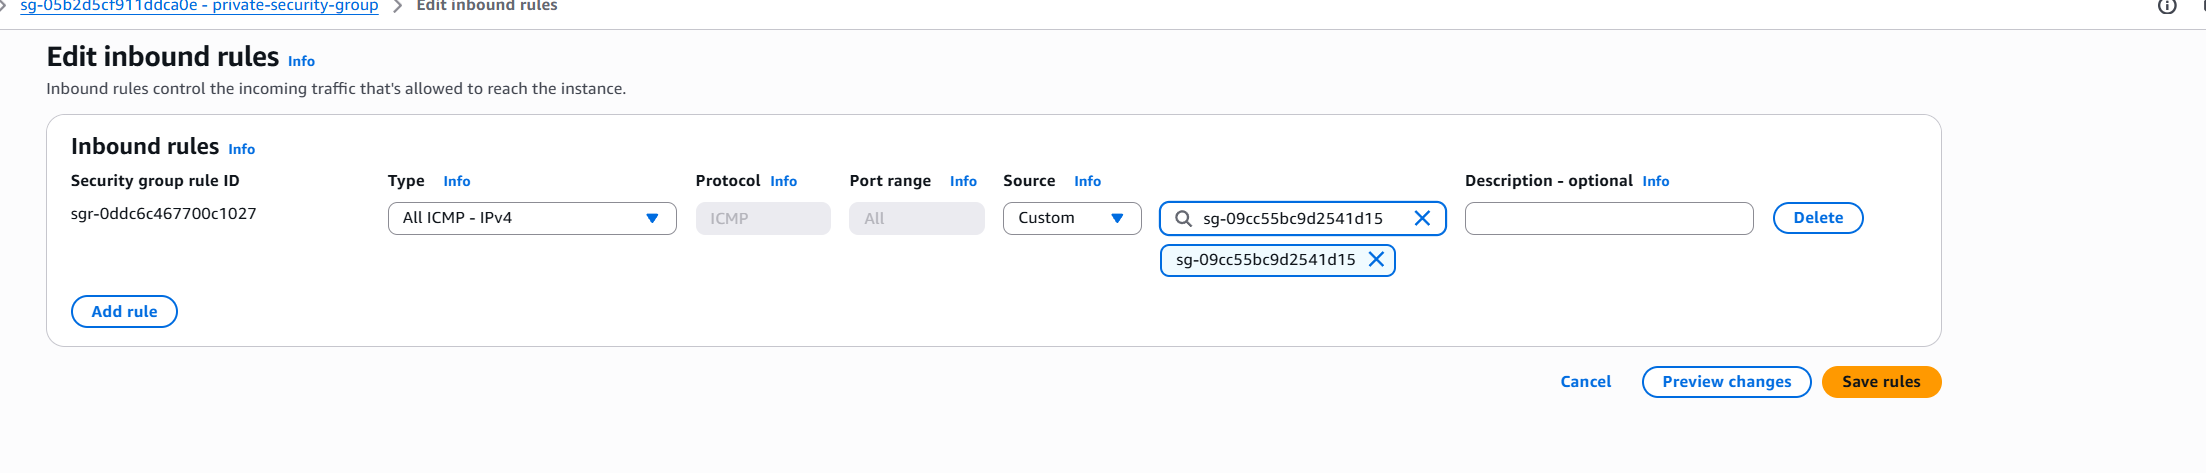 sg-05b2d5cf911ddca0e - private-security-group > Edit inbound rules
Edit inbound rules Info
Inbound rules control the incoming traffic that's allowed to reach the instance.
Inbound rules Info
Security group rule ID Type Info Protocol Info Port range Info Source Info Description - optional Info
sgr-0ddc6c467700c1027 All ICMP - IPv4 ICMP All Custom sg-09cc55bc9d2541d15 Delete
sg-09cc55bc9d2541d15
Add rule
Cancel Preview changes Save rules